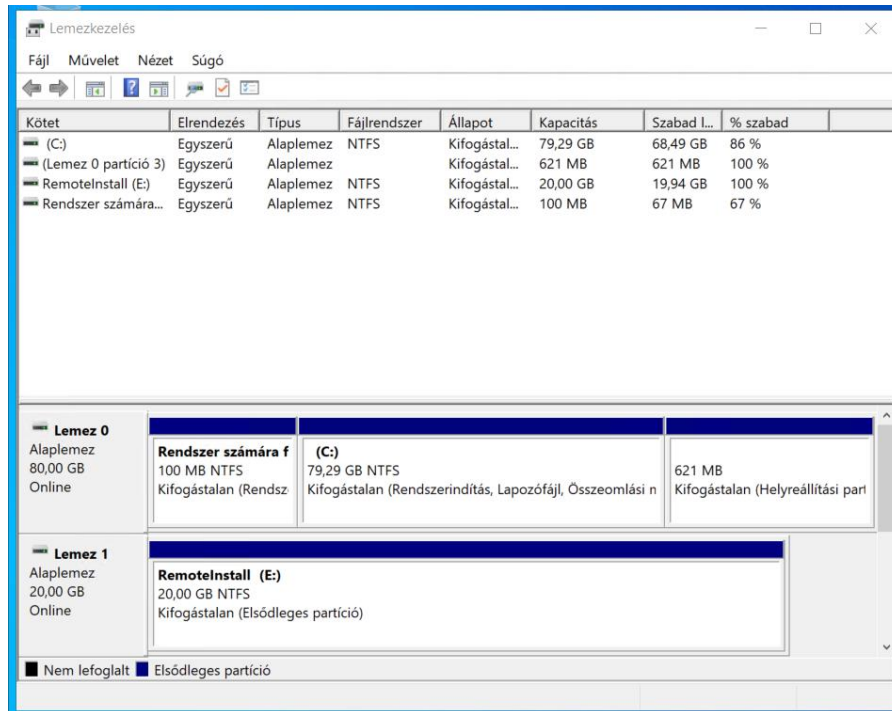 Lemezkezelés
Fájl Művelet Nézet Súgó
Kötet Elrendezés Típus Fájlrendszer Állapot Kapacitás Szabad l... % szabad
(C:) Egyszerű Alaplemez NTFS Kifogástal... 79,29 GB 68,49 GB 86 %
(Lemez 0 partíció 3) Egyszerű Alaplemez Kifogástal... 621 MB 621 MB 100 %
RemoteInstall (E:) Egyszerű Alaplemez NTFS Kifogástal... 20,00 GB 19,94 GB 100 %
Rendszer számára... Egyszerű Alaplemez NTFS Kifogástal... 100 MB 67 MB 67 %
Lemez 0
Alaplemez
80,00 GB
Online
Rendszer számára f
100 MB NTFS
Kifogástalan (Rendsz
(C:)
79,29 GB NTFS
Kifogástalan (Rendszerindítás, Lapozófájl, Összeomlási n
621 MB
Kifogástalan (Helyreállítási part
Lemez 1
Alaplemez
20,00 GB
Online
RemoteInstall (E:)
20,00 GB NTFS
Kifogástalan (Elsődleges partíció)
Nem lefoglalt Elsődleges partíció